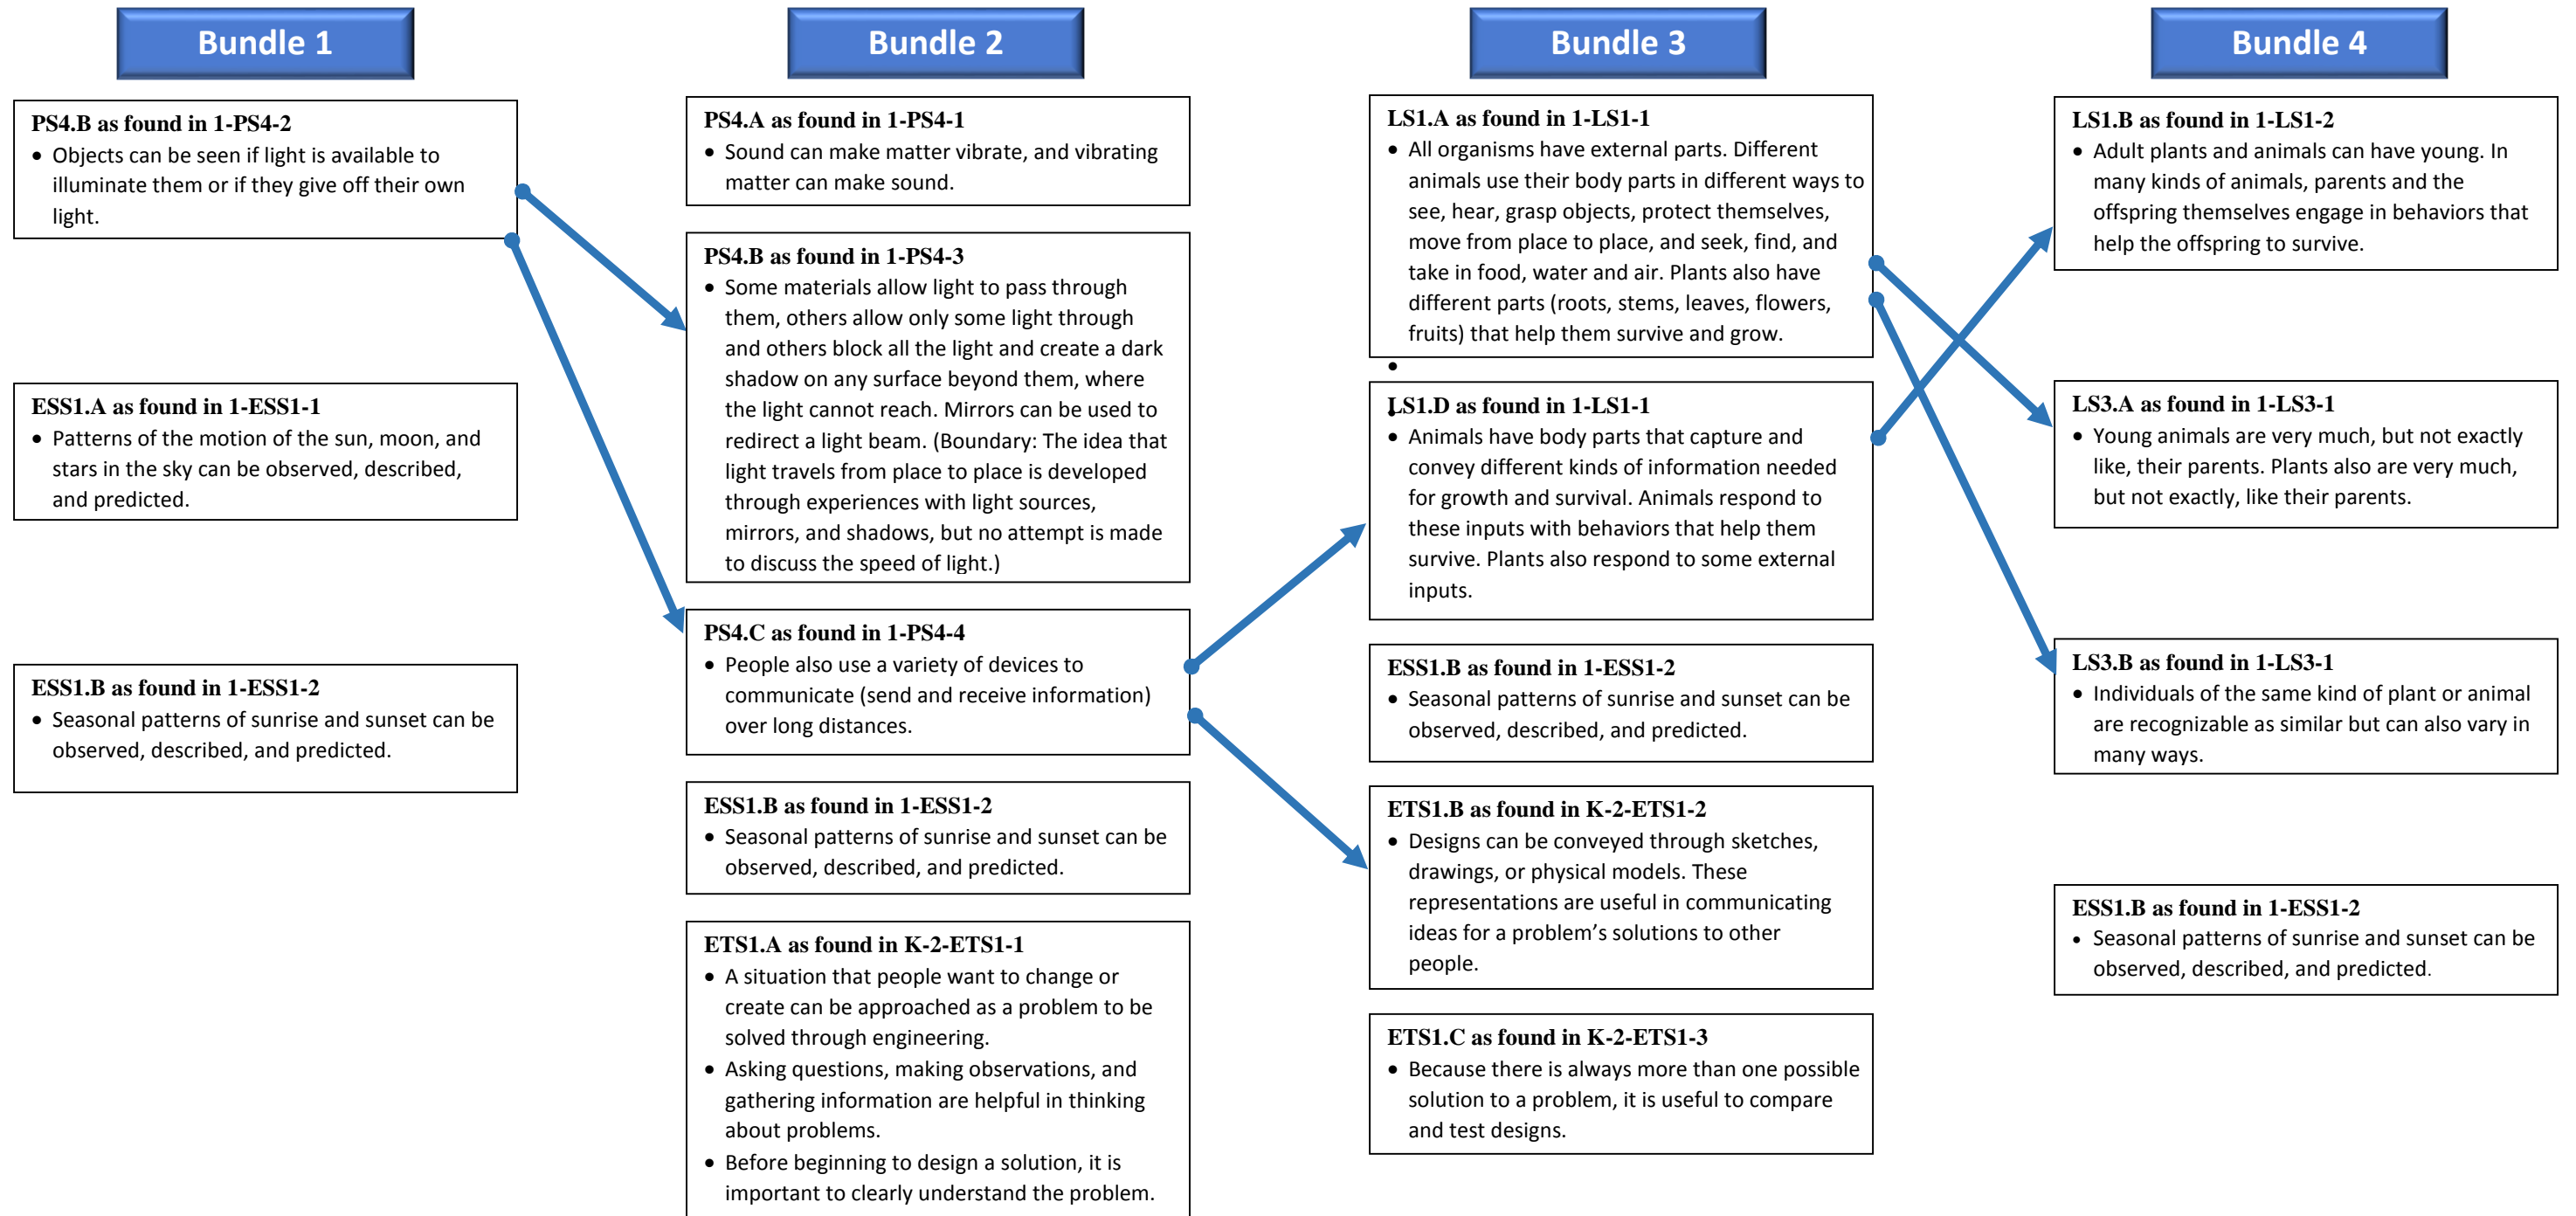 Bundle 1
PS4.B as found in 1-PS4-2
• Objects can be seen if light is available to
illuminate them or if they give off their own
light.
ESS1.A as found in 1-ESS1-1
• Patterns of the motion of the sun, moon, and
stars in the sky can be observed, described,
and predicted.
ESS1.B as found in 1-ESS1-2
• Seasonal patterns of sunrise and sunset can be
observed, described, and predicted.
Bundle 2
PS4.A as found in 1-PS4-1
• Sound can make matter vibrate, and vibrating
matter can make sound.
PS4.B as found in 1-PS4-3
• Some materials allow light to pass through
them, others allow only some light through
and others block all the light and create a dark
shadow on any surface beyond them, where
the light cannot reach. Mirrors can be used to
redirect a light beam. (Boundary: The idea that
light travels from place to place is developed
through experiences with light sources,
mirrors, and shadows, but no attempt is made
to discuss the speed of light.)
PS4.C as found in 1-PS4-4
• People also use a variety of devices to
communicate (send and receive information)
over long distances.
ESS1.B as found in 1-ESS1-2
• Seasonal patterns of sunrise and sunset can be
observed, described, and predicted.
ETS1.A as found in K-2-ETS1-1
• A situation that people want to change or
create can be approached as a problem to be
solved through engineering.
• Asking questions, making observations, and
gathering information are helpful in thinking
about problems.
• Before beginning to design a solution, it is
important to clearly understand the problem.
Bundle 3
LS1.A as found in 1-LS1-1
• All organisms have external parts. Different
animals use their body parts in different ways to
see, hear, grasp objects, protect themselves,
move from place to place, and seek, find, and
take in food, water and air. Plants also have
different parts (roots, stems, leaves, flowers,
fruits) that help them survive and grow.
•
LS1.D as found in 1-LS1-1
• Animals have body parts that capture and
convey different kinds of information needed
for growth and survival. Animals respond to
these inputs with behaviors that help them
survive. Plants also respond to some external
inputs.
ESS1.B as found in 1-ESS1-2
• Seasonal patterns of sunrise and sunset can be
observed, described, and predicted.
ETS1.B as found in K-2-ETS1-2
• Designs can be conveyed through sketches,
drawings, or physical models. These
representations are useful in communicating
ideas for a problem’s solutions to other
people.
ETS1.C as found in K-2-ETS1-3
• Because there is always more than one possible
solution to a problem, it is useful to compare
and test designs.
Bundle 4
LS1.B as found in 1-LS1-2
• Adult plants and animals can have young. In
many kinds of animals, parents and the
offspring themselves engage in behaviors that
help the offspring to survive.
LS3.A as found in 1-LS3-1
• Young animals are very much, but not exactly
like, their parents. Plants also are very much,
but not exactly, like their parents.
LS3.B as found in 1-LS3-1
• Individuals of the same kind of plant or animal
are recognizable as similar but can also vary in
many ways.
ESS1.B as found in 1-ESS1-2
• Seasonal patterns of sunrise and sunset can be
observed, described, and predicted.